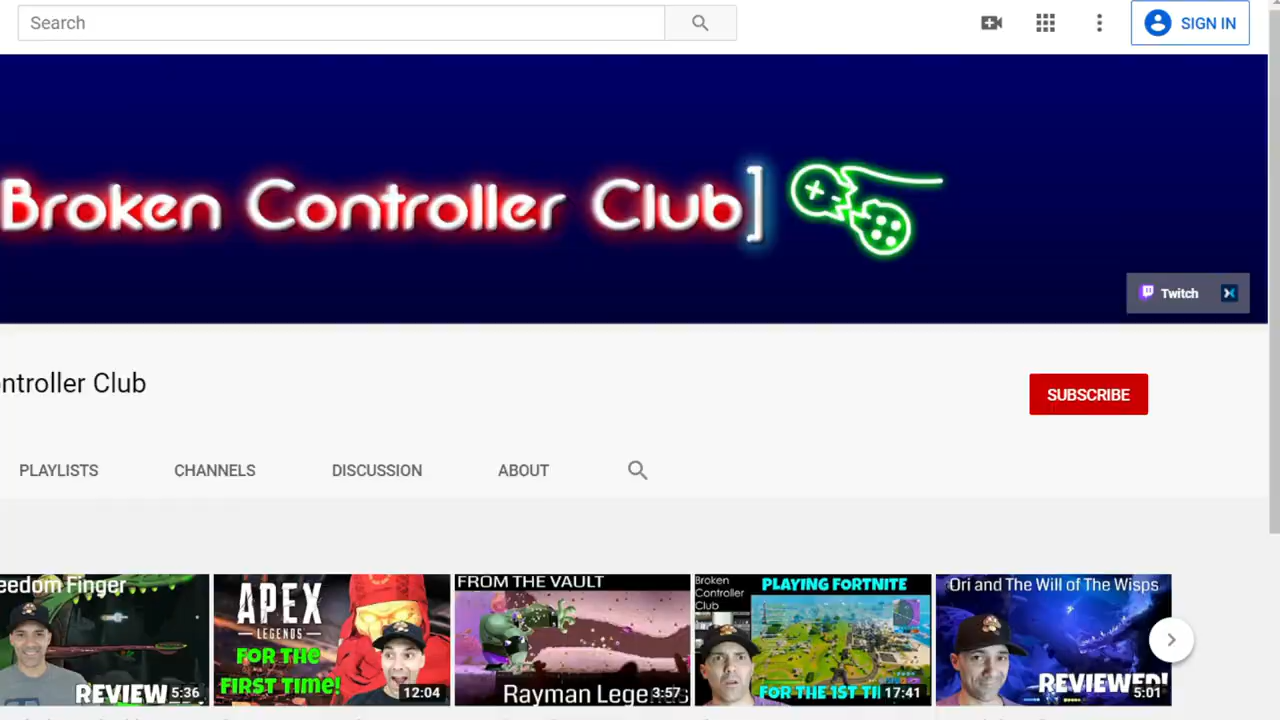 Search
SIGN IN
Broken Controller Club]
Twitch
ntroller Club
SUBSCRIBE
PLAYLISTS
CHANNELS
DISCUSSION
ABOUT
eedom Finger
REVIEW
5:36
APEX
LEGENDS
FOR THE
FIRST TIME!
12:04
FROM THE VAULT
Rayman Legends
3:57
Broken
Controller
Club
PLAYING FORTNITE
FOR THE 1ST TI
17:41
Ori and The Will of The Wisps
REVIEWED!
5:01